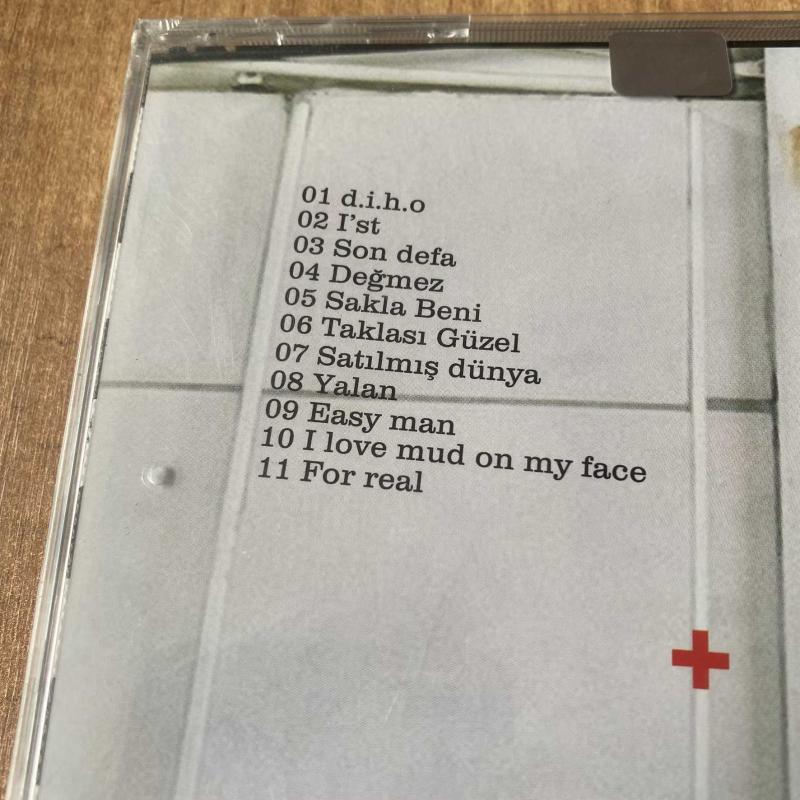 01 d.i.h.o
02 I'st
03 Son defa
04 Değmez
05 Sakla Beni
06 Taklası Güzel
07 Satılmış dünya
08 Yalan
09 Easy man
10 I love mud on my face
11 For real